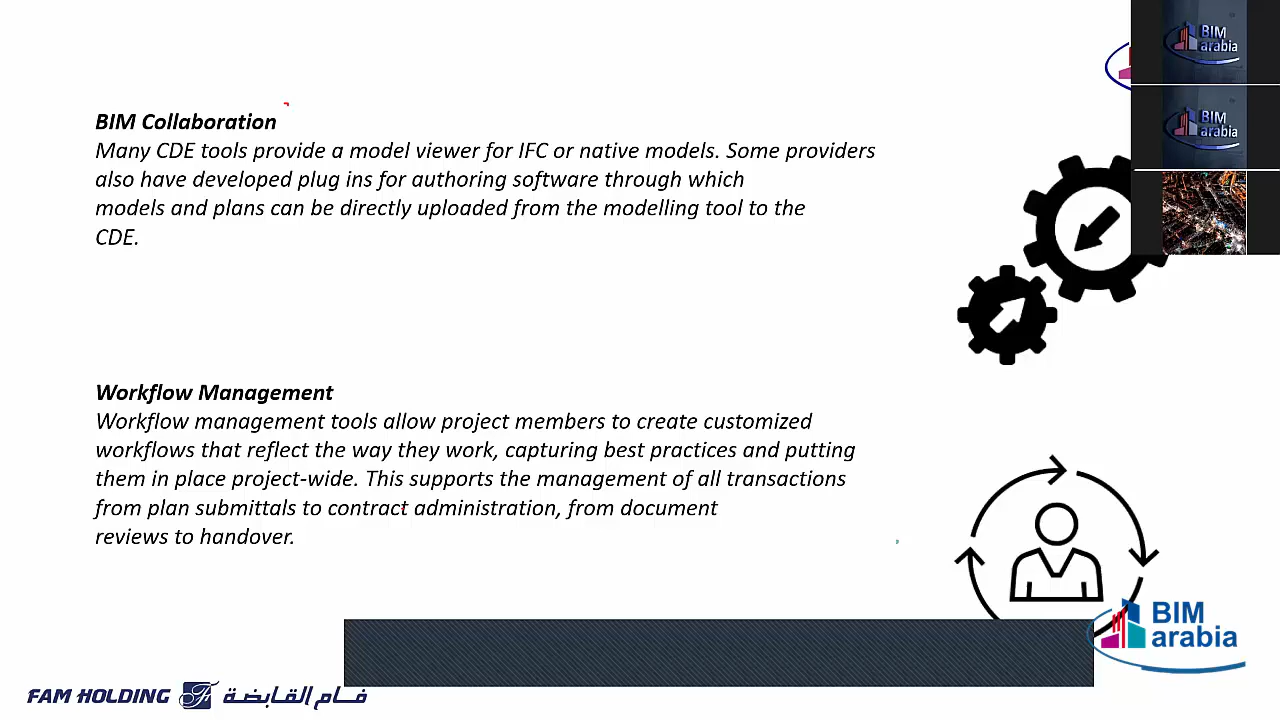 BIM
arabia
BIM
arabia
BIM Collaboration
Many CDE tools provide a model viewer for IFC or native models. Some providers
also have developed plug ins for authoring software through which
models and plans can be directly uploaded from the modelling tool to the
CDE.
Workflow Management
Workflow management tools allow project members to create customized
workflows that reflect the way they work, capturing best practices and putting
them in place project-wide. This supports the management of all transactions
from plan submittals to contract administration, from document
reviews to handover.
BIM
arabia
FAM HOLDING فــام القـابضـة